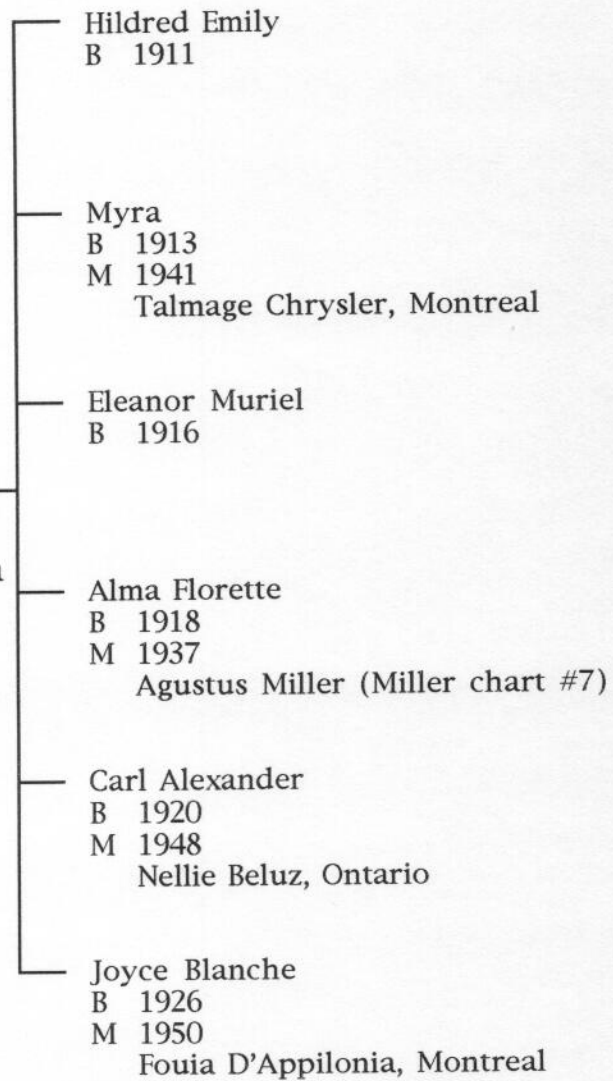 Hildred Emily
B 1911
Myra
B 1913
M 1941
Talmage Chrysler, Montreal
Eleanor Muriel
B 1916
Alma Florette
B 1918
M 1937
Agustus Miller (Miller chart #7)
Carl Alexander
B 1920
M 1948
Nellie Beluz, Ontario
Joyce Blanche
B 1926
M 1950
Fouia D'Appilonia, Montreal